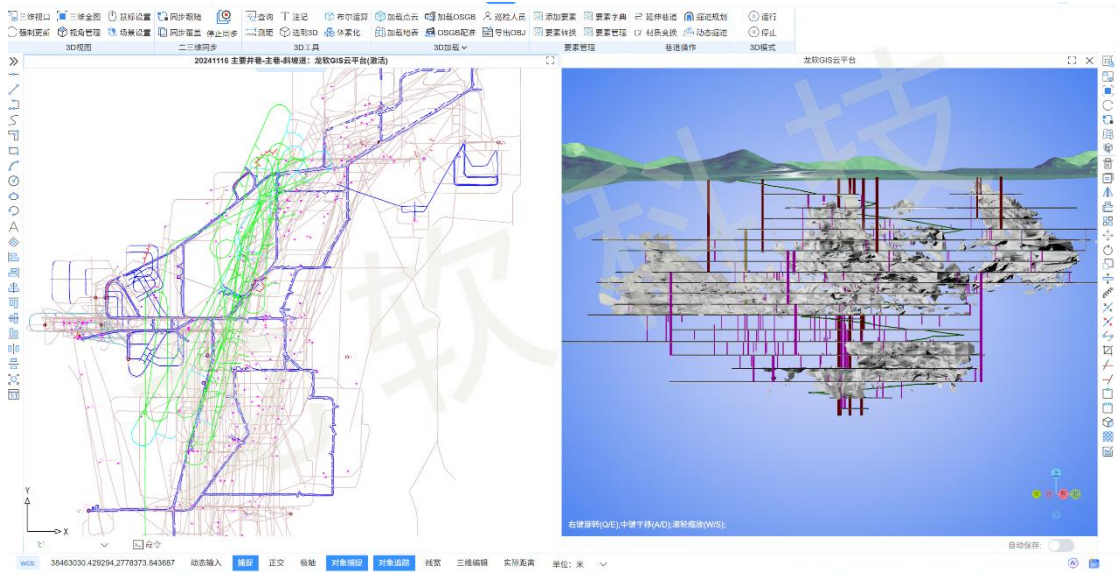 三维视口 三维全图 鼠标设置 同步跟随 查询 注记 布尔运算 加载点云 加载OSGB 巡检人员 添加要素 要素字典 延伸巷道 掘进规划 运行
强制更新 视角管理 场景设置 同步覆盖 停止同步 测距 选到3D 体素化 加载地表 OSGB配准 导出OBJ 要素转换 要素管理 材质变换 动态掘进 停止
3D视图 二三维同步 3D工具 3D加载 要素管理 巷道操作 3D模式
20241116 主要井巷-主巷-斜坡道：龙软GIS云平台(激活) 龙软GIS云平台
科技
软
Y
X
上
北
右键旋转(Q/E);中键平移(A/D);滚轮缩放(W/S);
命令 自动保存:
WCS: 38463030.429294,2778373.643687 动态输入 捕捉 正交 极轴 对象捕捉 对象追踪 线宽 三维编辑 实际距离 单位：米